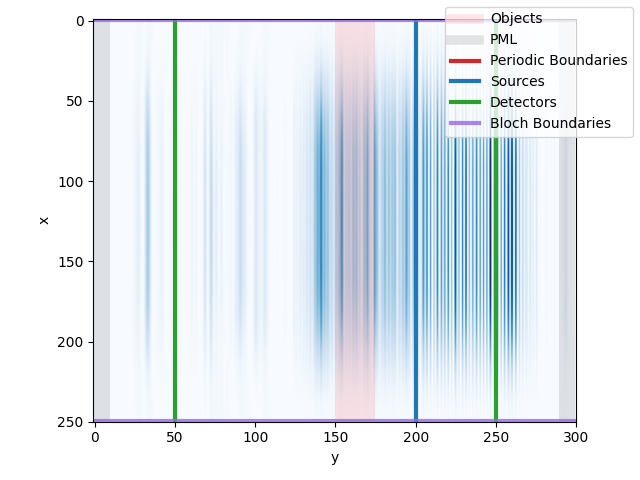 Objects
PML
Periodic Boundaries
Sources
Detectors
Bloch Boundaries
0
50
100
150
200
250
x
0
50
100
150
200
250
300
y